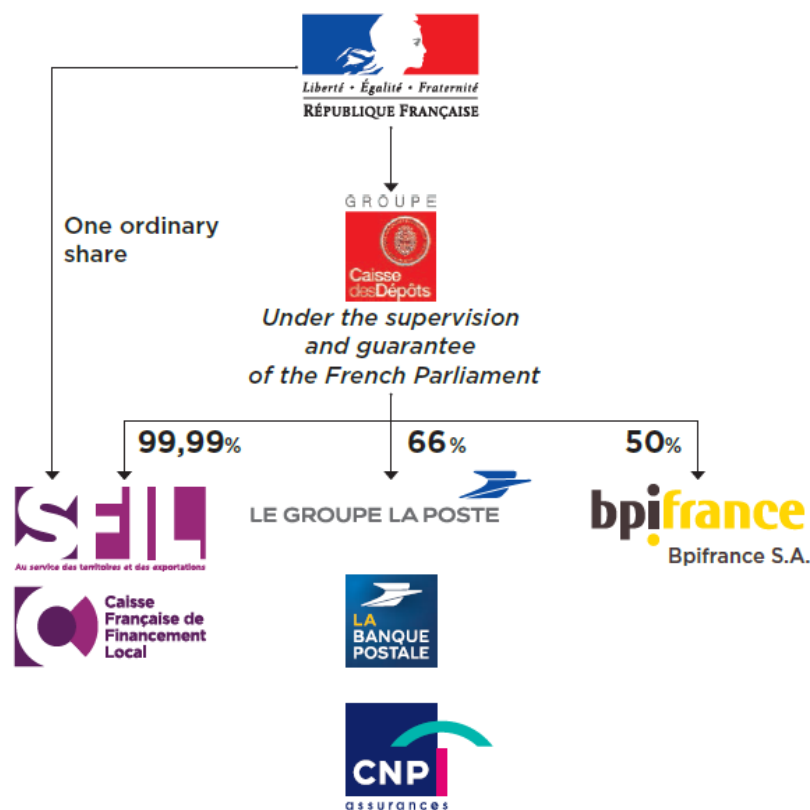 Liberté • Égalité • Fraternité
RÉPUBLIQUE FRANÇAISE
GROUPE
One ordinary
share
Caisse
desDépôts
Under the supervision
and guarantee
of the French Parliament
99,99%
66 %
50%
SFIL
Au service des territoires et des exportations
LE GROUPE LA POSTE
bpifrance
Bpifrance S.A.
Caisse
Française de
Financement
Local
LA
BANQUE
POSTALE
CNP
assurances